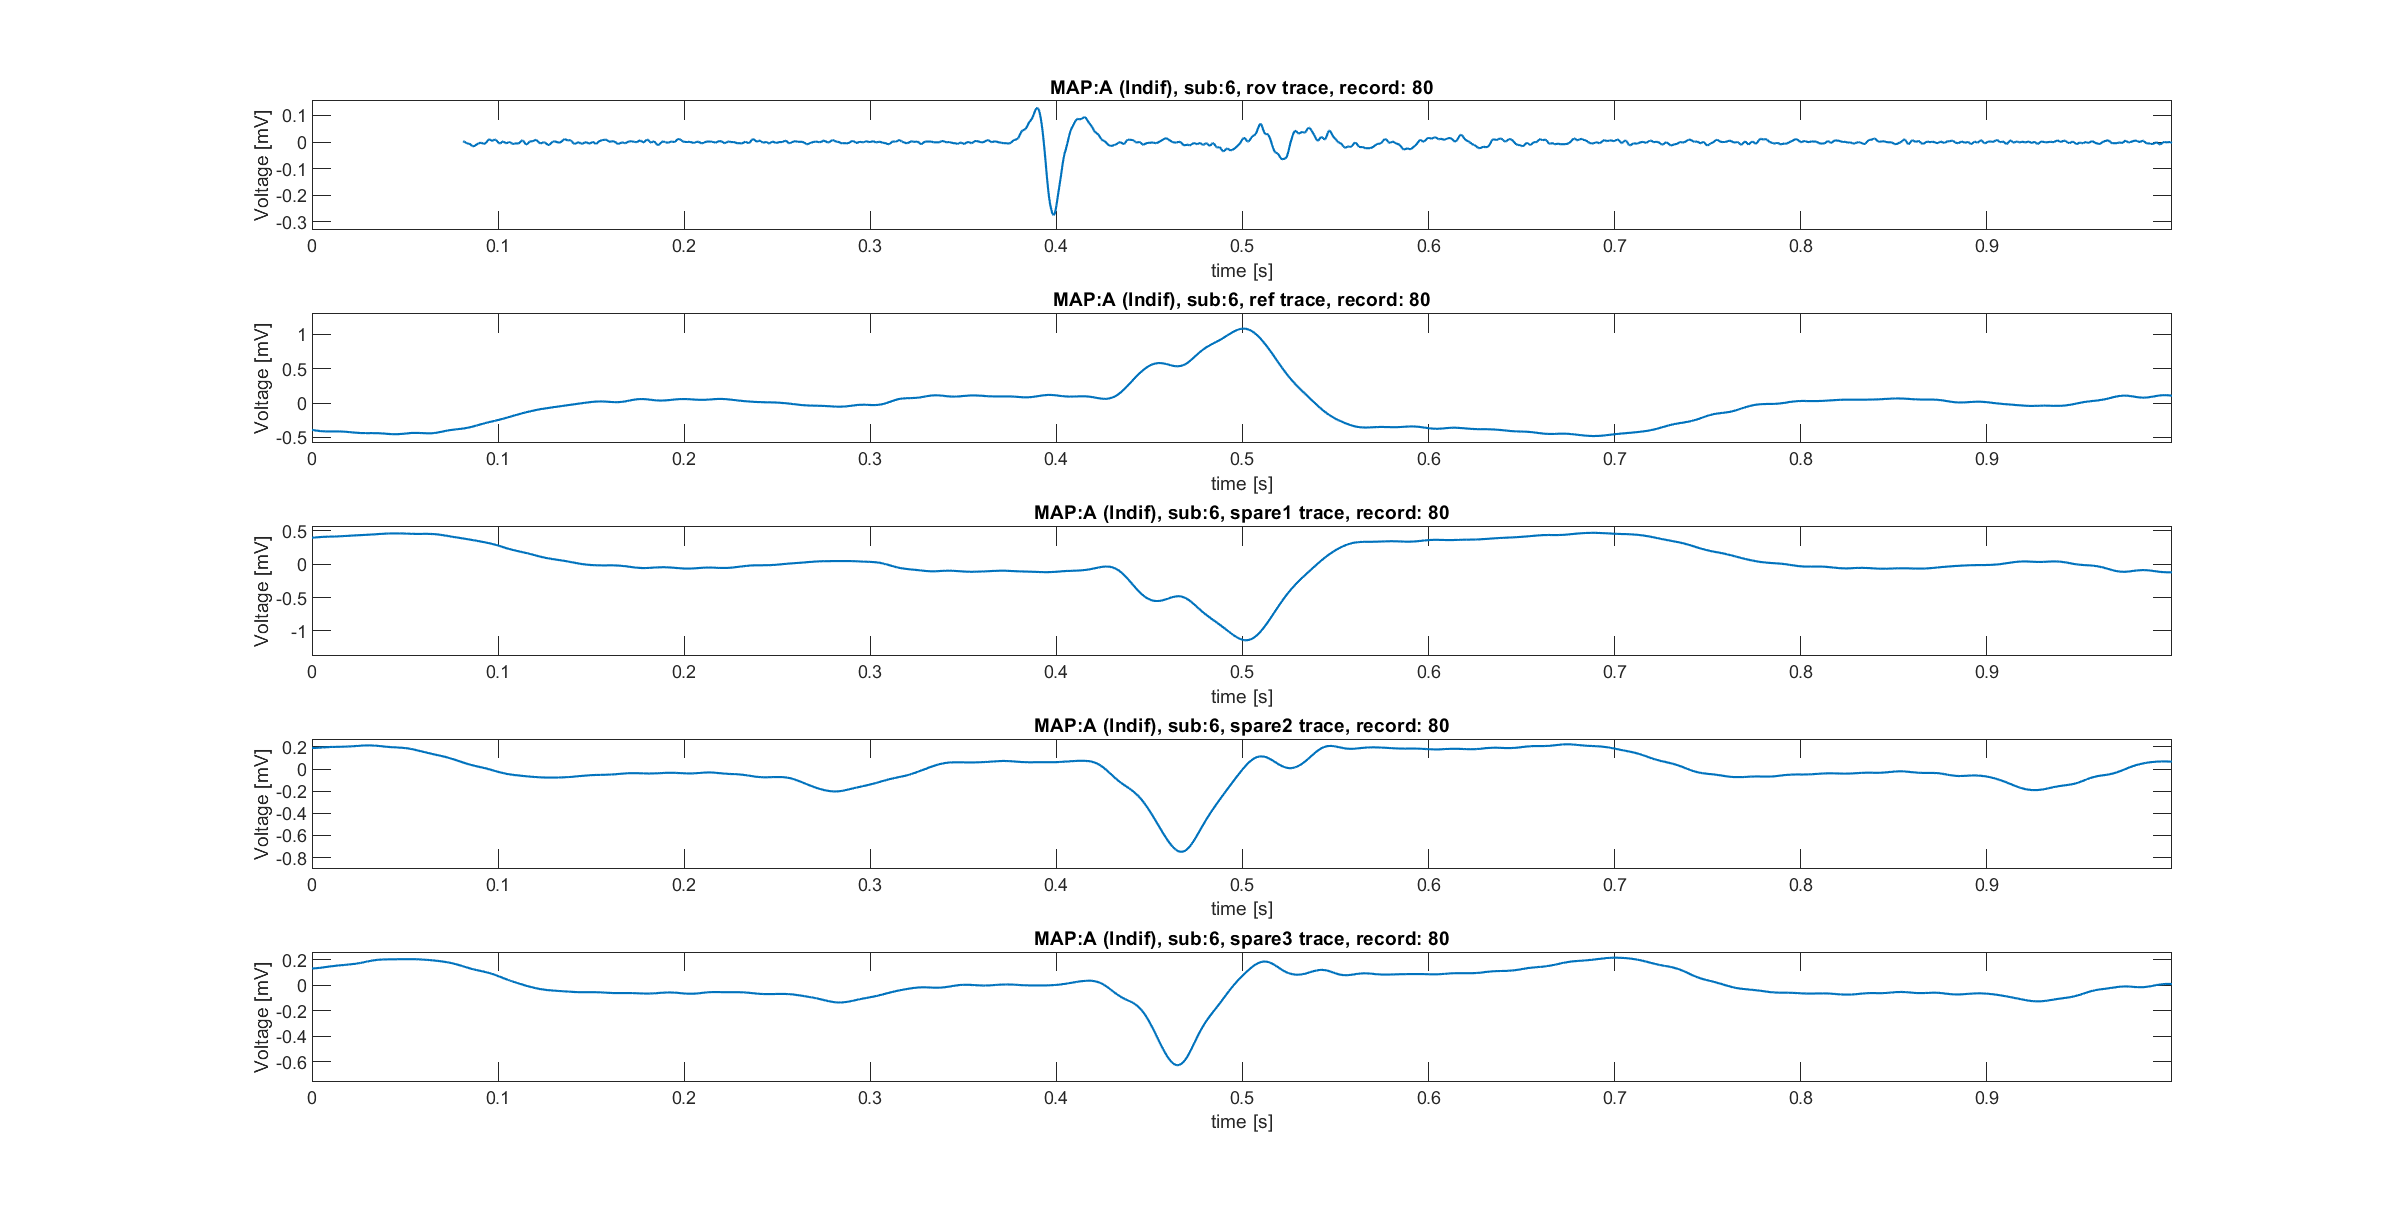 MAP:A (Indif), sub:6, rov trace, record: 80
Voltage [mV]
0.1
0
-0.1
-0.2
-0.3
0 0.1 0.2 0.3 0.4 0.5 0.6 0.7 0.8 0.9
time [s]
MAP:A (Indif), sub:6, ref trace, record: 80
Voltage [mV]
1
0.5
0
-0.5
0 0.1 0.2 0.3 0.4 0.5 0.6 0.7 0.8 0.9
time [s]
MAP:A (Indif), sub:6, spare1 trace, record: 80
Voltage [mV]
0.5
0
-0.5
-1
0 0.1 0.2 0.3 0.4 0.5 0.6 0.7 0.8 0.9
time [s]
MAP:A (Indif), sub:6, spare2 trace, record: 80
Voltage [mV]
0.2
0
-0.2
-0.4
-0.6
-0.8
0 0.1 0.2 0.3 0.4 0.5 0.6 0.7 0.8 0.9
time [s]
MAP:A (Indif), sub:6, spare3 trace, record: 80
Voltage [mV]
0.2
0
-0.2
-0.4
-0.6
0 0.1 0.2 0.3 0.4 0.5 0.6 0.7 0.8 0.9
time [s]